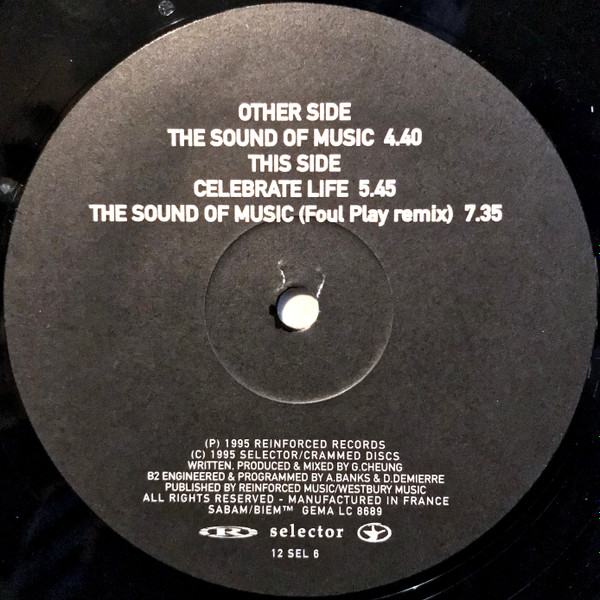 OTHER SIDE
THE SOUND OF MUSIC 4.40
THIS SIDE
CELEBRATE LIFE 5.45
THE SOUND OF MUSIC (Foul Play remix) 7.35
(P) 1995 REINFORCED RECORDS
(C) 1995 SELECTOR/CRAMMED DISCS
WRITTEN. PRODUCED & MIXED BY G.CHEUNG
B2 ENGINEERED & PROGRAMMED BY A.BANKS & D.DEMIERRE
PUBLISHED BY REINFORCED MUSIC/WESTBURY MUSIC
ALL RIGHTS RESERVED - MANUFACTURED IN FRANCE
SABAM/BIEM™ GEMA LC 8689
R selector
12 SEL 6